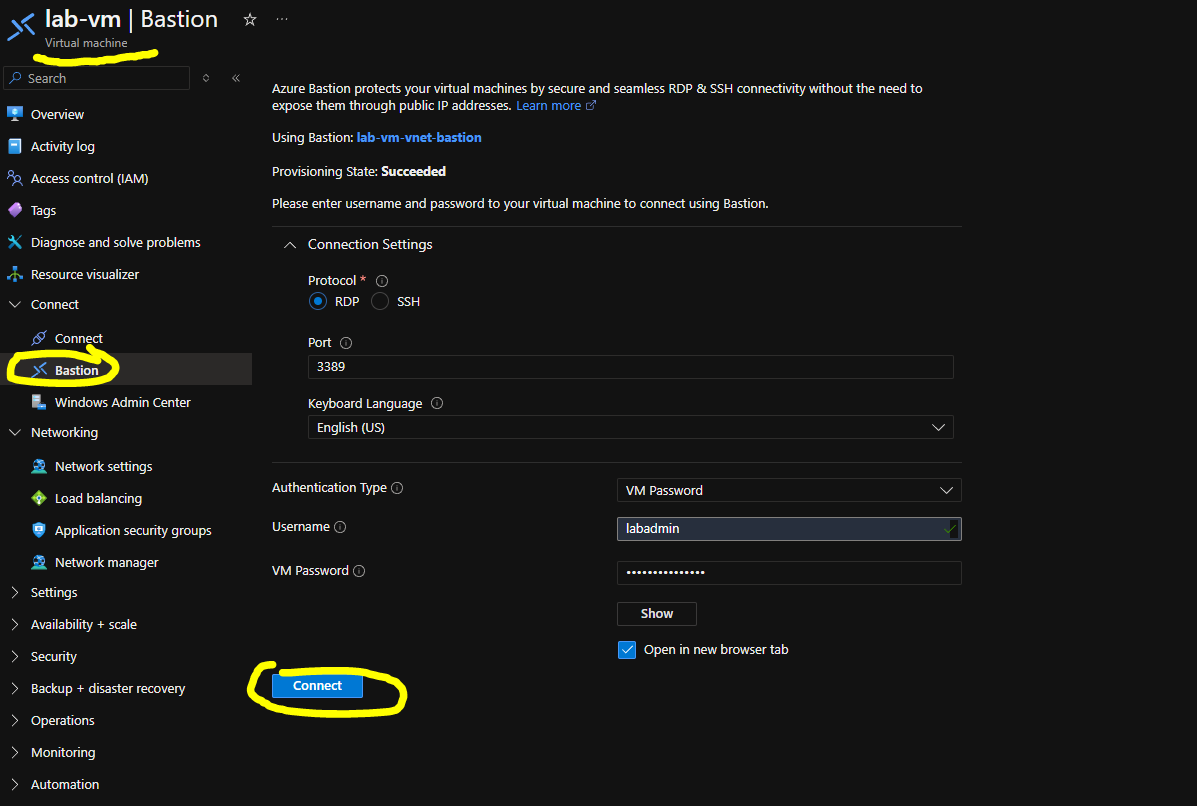 lab-vm | Bastion
Virtual machine
Search
Overview
Activity log
Access control (IAM)
Tags
Diagnose and solve problems
Resource visualizer
Connect
Connect
Bastion
Windows Admin Center
Networking
Network settings
Load balancing
Application security groups
Network manager
Settings
Availability + scale
Security
Backup + disaster recovery
Operations
Monitoring
Automation
Azure Bastion protects your virtual machines by secure and seamless RDP & SSH connectivity without the need to
expose them through public IP addresses. Learn more
Using Bastion: lab-vm-vnet-bastion
Provisioning State: Succeeded
Please enter username and password to your virtual machine to connect using Bastion.
Connection Settings
Protocol *
RDP SSH
Port
3389
Keyboard Language
English (US)
Authentication Type
VM Password
Username
labadmin
VM Password
•••••••••••••••
Show
Open in new browser tab
Connect